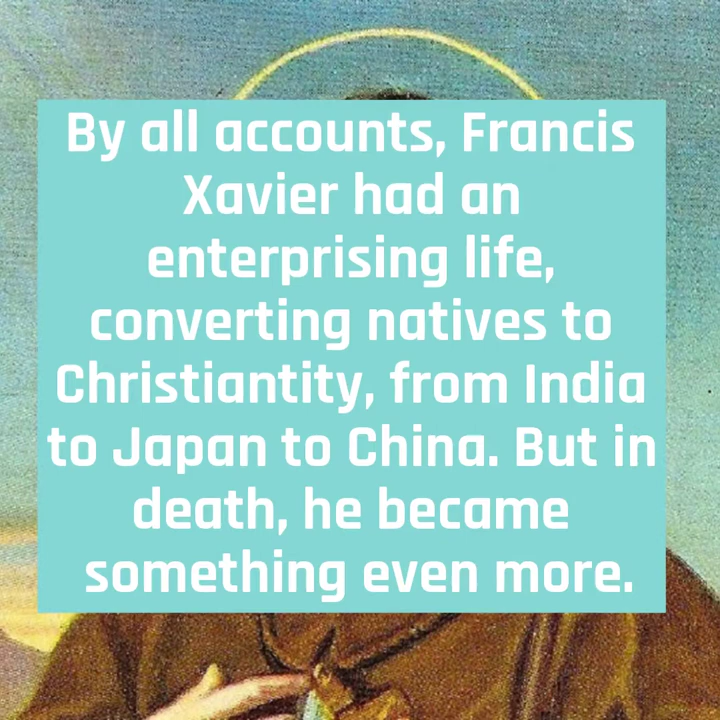 By all accounts, Francis
Xavier had an
enterprising life,
converting natives to
Christiantity, from India
to Japan to China. But in
death, he became
something even more.